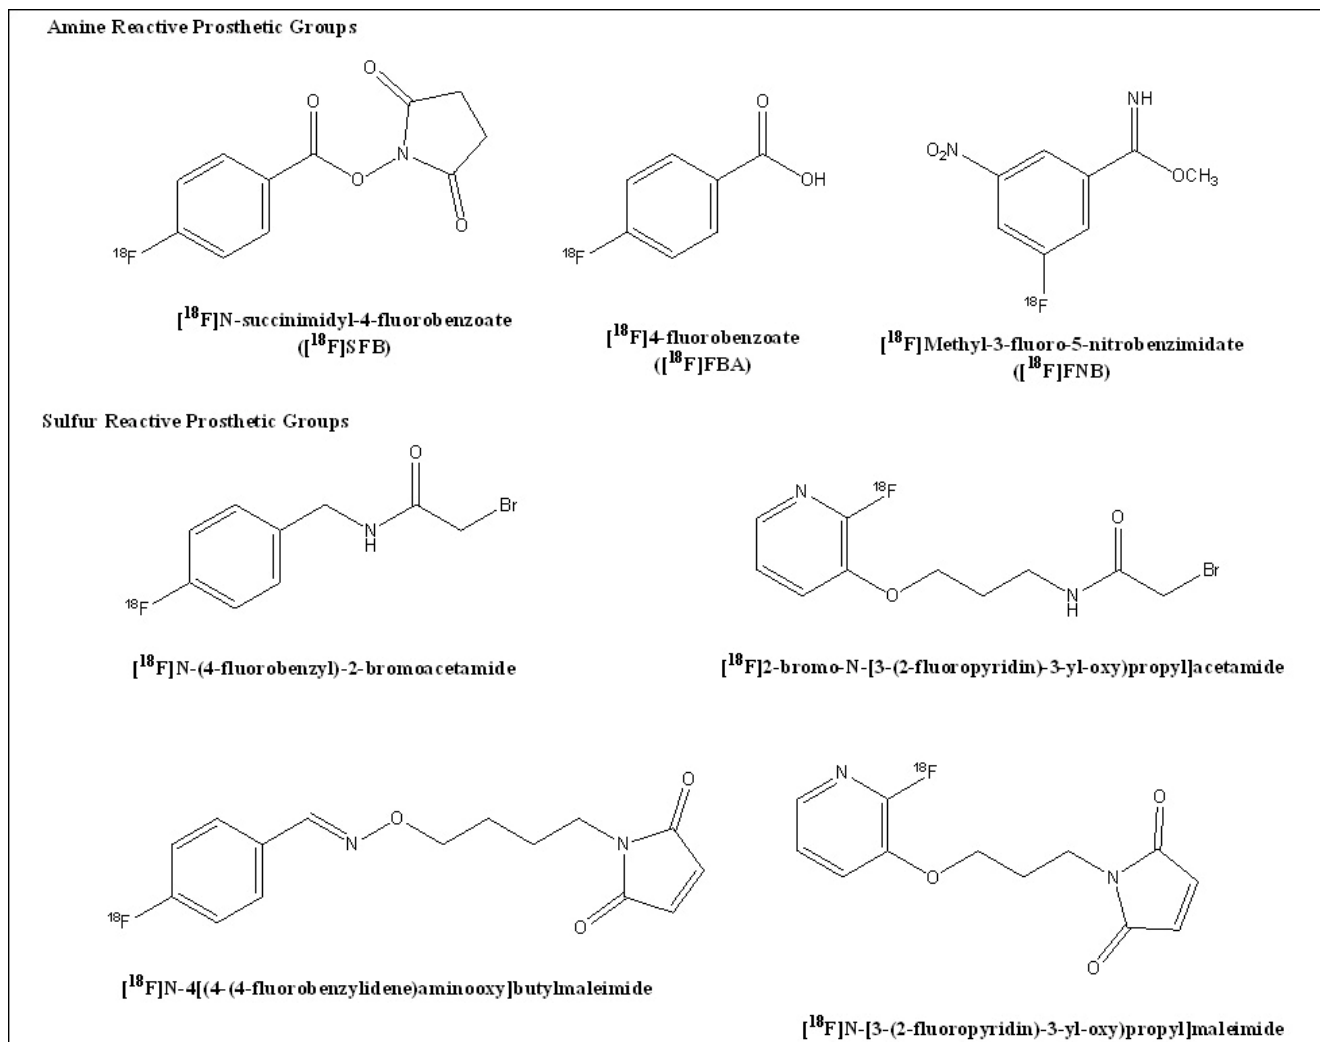 Amine Reactive Prosthetic Groups
O
O
N
O
O
18F
[18F]N-succinimidyl-4-fluorobenzoate
([18F]SFB)
O
OH
18F
[18F]4-fluorobenzoate
([18F]FBA)
NH
O2N
OCH3
18F
[18F]Methyl-3-fluoro-5-nitrobenzimidate
([18F]FNB)
Sulfur Reactive Prosthetic Groups
O
Br
N
H
18F
[18F]N-(4-fluorobenzyl)-2-bromoacetamide
N
18F
O
O
N
H
Br
[18F]2-bromo-N-[3-(2-fluoropyridin)-3-yl-oxy)propyl]acetamide
O
O
N
N
O
18F
[18F]N-4[(4-(4-fluorobenzylidene)aminooxy]butylmaleimide
N
18F
O
O
N
O
[18F]N-[3-(2-fluoropyridin)-3-yl-oxy)propyl]maleimide